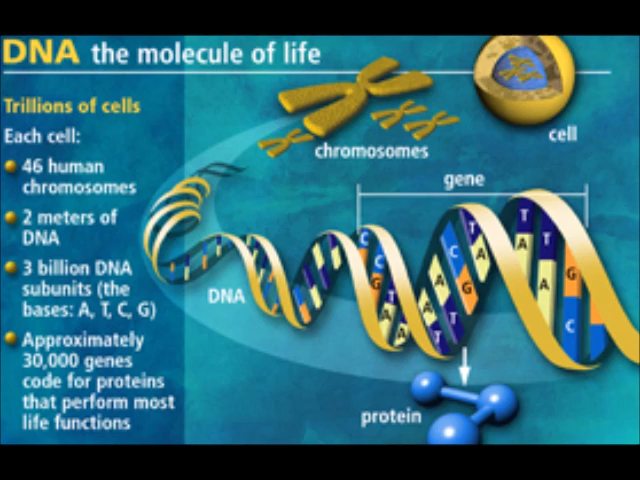 DNA the molecule of life
Trillions of cells
Each cell:
46 human
chromosomes
2 meters of
DNA
3 billion DNA
subunits (the
bases: A, T, C, G)
Approximately
30,000 genes
code for proteins
that perform most
life functions
cell
chromosomes
gene
DNA
C
C
G
T
A
A
C
T
A
G
A
A
T
T
T
T
A
G
C
protein